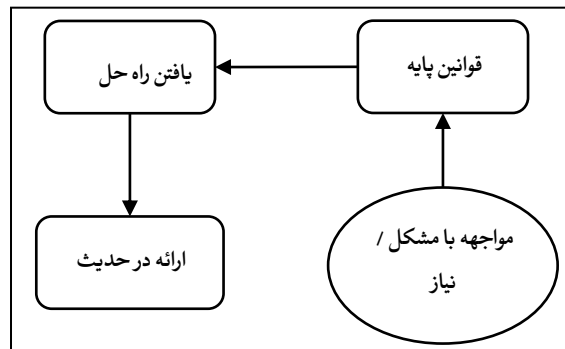 قوانین پایه
یافتن راه حل
مواجهه با مشکل /
نیاز
ارائه در حدیث